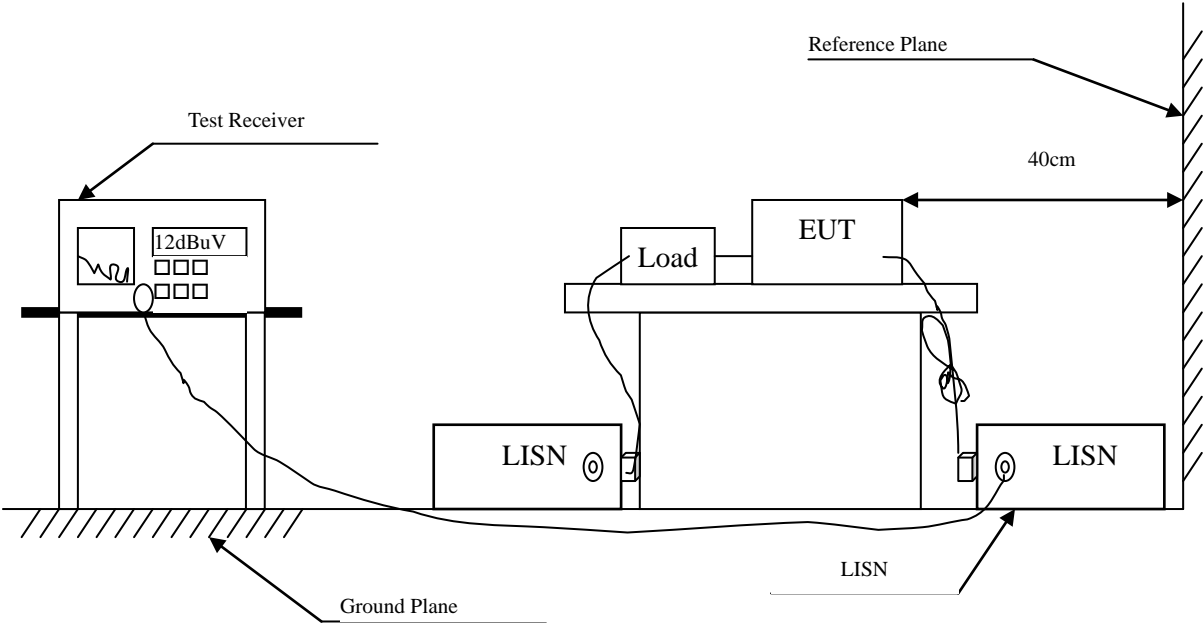 Reference Plane
Test Receiver
40cm
EUT
12dBuV
Load
LISN
LISN
LISN
Ground Plane